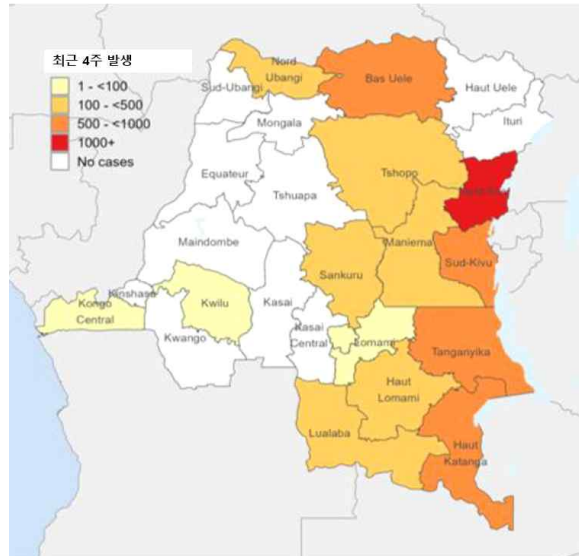 최근 4주 발생
1 - <100
100 - <500
500 - <1000
1000+
No cases
Nord
Ubangi
Bas Uele
Haut Uele
Sud-Ubangi
Ituri
Mongala
Equateur
Tshopo
Tshuapa
Maindombe
Maniema
Sud-Kivu
Sankuru
Kinshasa
Kwilu
Kasai
Kongo
Central
Kwango
Kasai
Central
Lomami
Tanganyika
Haut
Lomami
Lualaba
Haut
Katanga